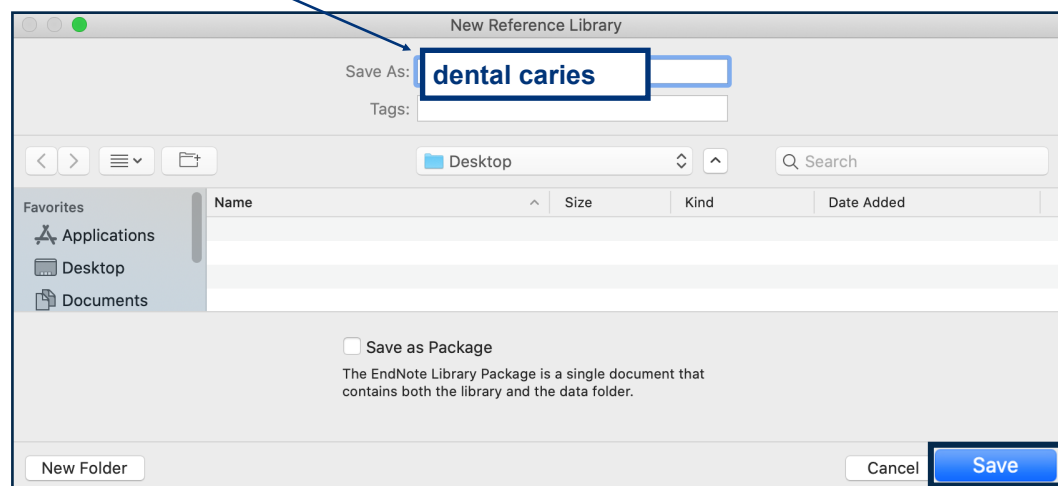 New Reference Library
Save As: dental caries
Tags:
Desktop
Search
Favorites
Name Size Kind Date Added
Applications
Desktop
Documents
Save as Package
The EndNote Library Package is a single document that
contains both the library and the data folder.
New Folder Cancel Save